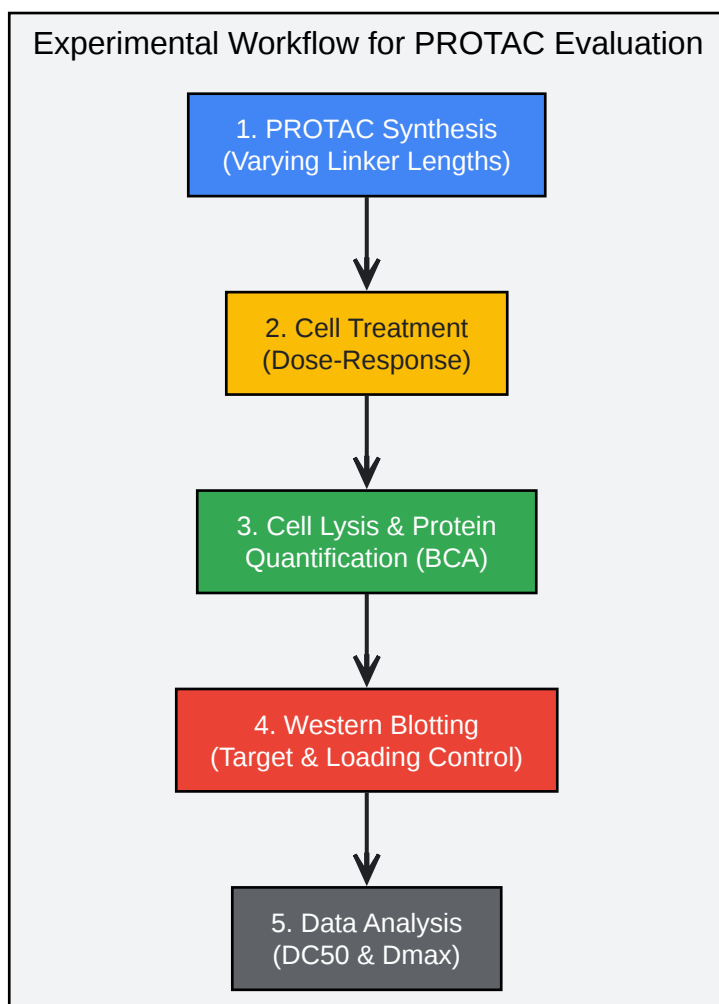 Experimental Workflow for PROTAC Evaluation
1. PROTAC Synthesis
(Varying Linker Lengths)
2. Cell Treatment
(Dose-Response)
3. Cell Lysis & Protein
Quantification (BCA)
4. Western Blotting
(Target & Loading Control)
5. Data Analysis
(DC50 & Dmax)